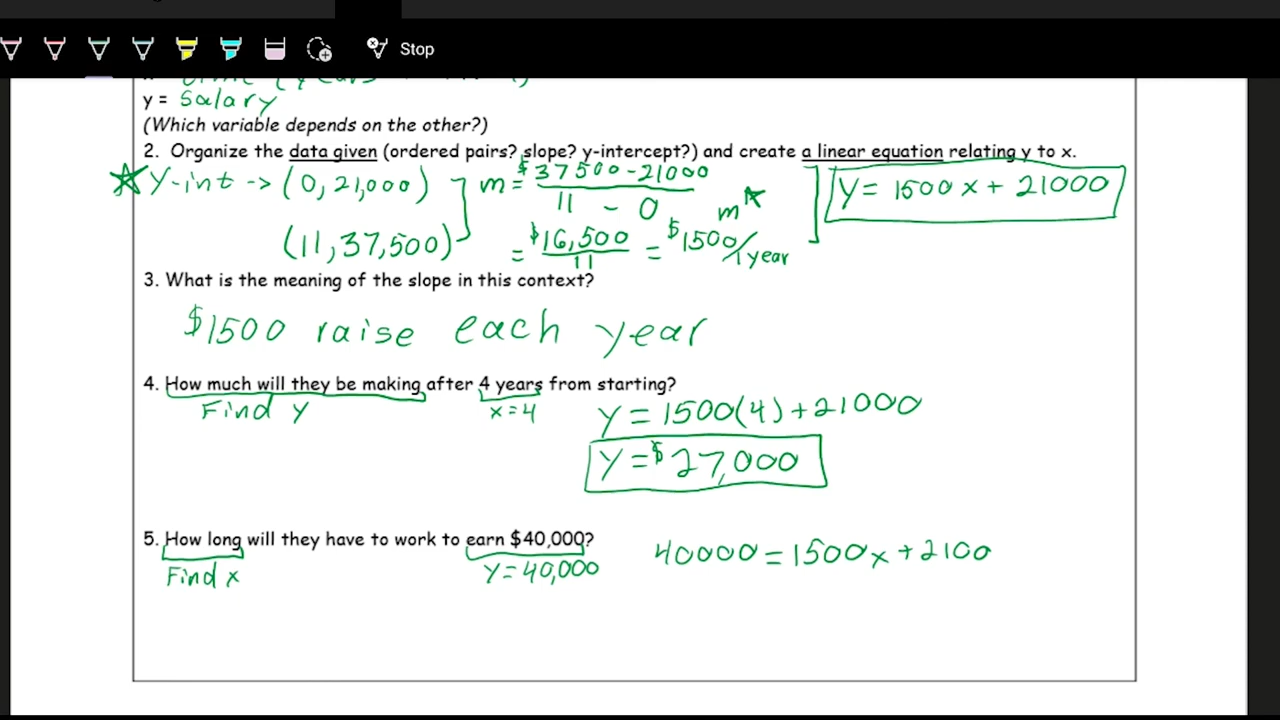 Stop
y = Salary
(Which variable depends on the other?)
2. Organize the data given (ordered pairs? slope? y-intercept?) and create a linear equation relating y to x.
Y-int -> (0, 21,000) m = $37500 - 21000 / 11 - 0 m Y = 1500x + 21000
(11, 37,500) = $16,500 / 11 = $1500/1year
3. What is the meaning of the slope in this context?
$1500 raise each year
4. How much will they be making after 4 years from starting?
Find y x=4 Y = 1500(4) + 21000
Y = $27,000
5. How long will they have to work to earn $40,000?
40000 = 1500x + 2100
Find x Y = 40,000